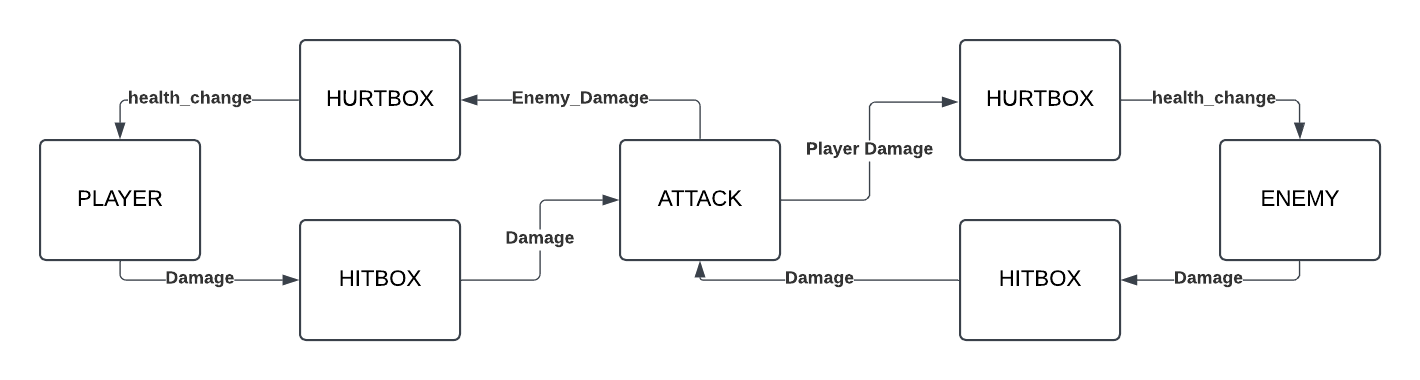 HURTBOX
HURTBOX
health_change
Enemy_Damage
health_change
Player Damage
PLAYER
ATTACK
ENEMY
Damage
HITBOX
HITBOX
Damage
Damage
Damage